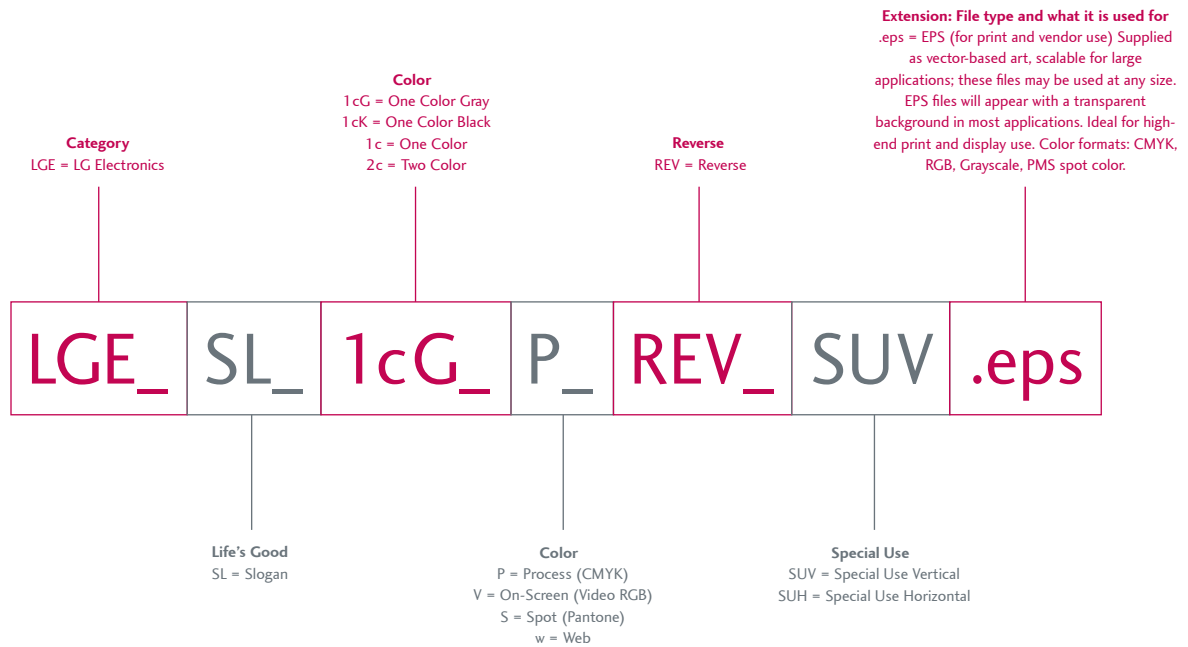 Extension: File type and what it is used for
.eps = EPS (for print and vendor use) Supplied
as vector-based art, scalable for large
applications; these files may be used at any size.
EPS files will appear with a transparent
background in most applications. Ideal for high-
end print and display use. Color formats: CMYK,
RGB, Grayscale, PMS spot color.
Color
1cG = One Color Gray
1cK = One Color Black
1c = One Color
2c = Two Color
Category
LGE = LG Electronics
Reverse
REV = Reverse
LGE_ SL_ 1cG_ P_ REV_ SUV .eps
Life's Good
SL = Slogan
Color
P = Process (CMYK)
V = On-Screen (Video RGB)
S = Spot (Pantone)
w = Web
Special Use
SUV = Special Use Vertical
SUH = Special Use Horizontal